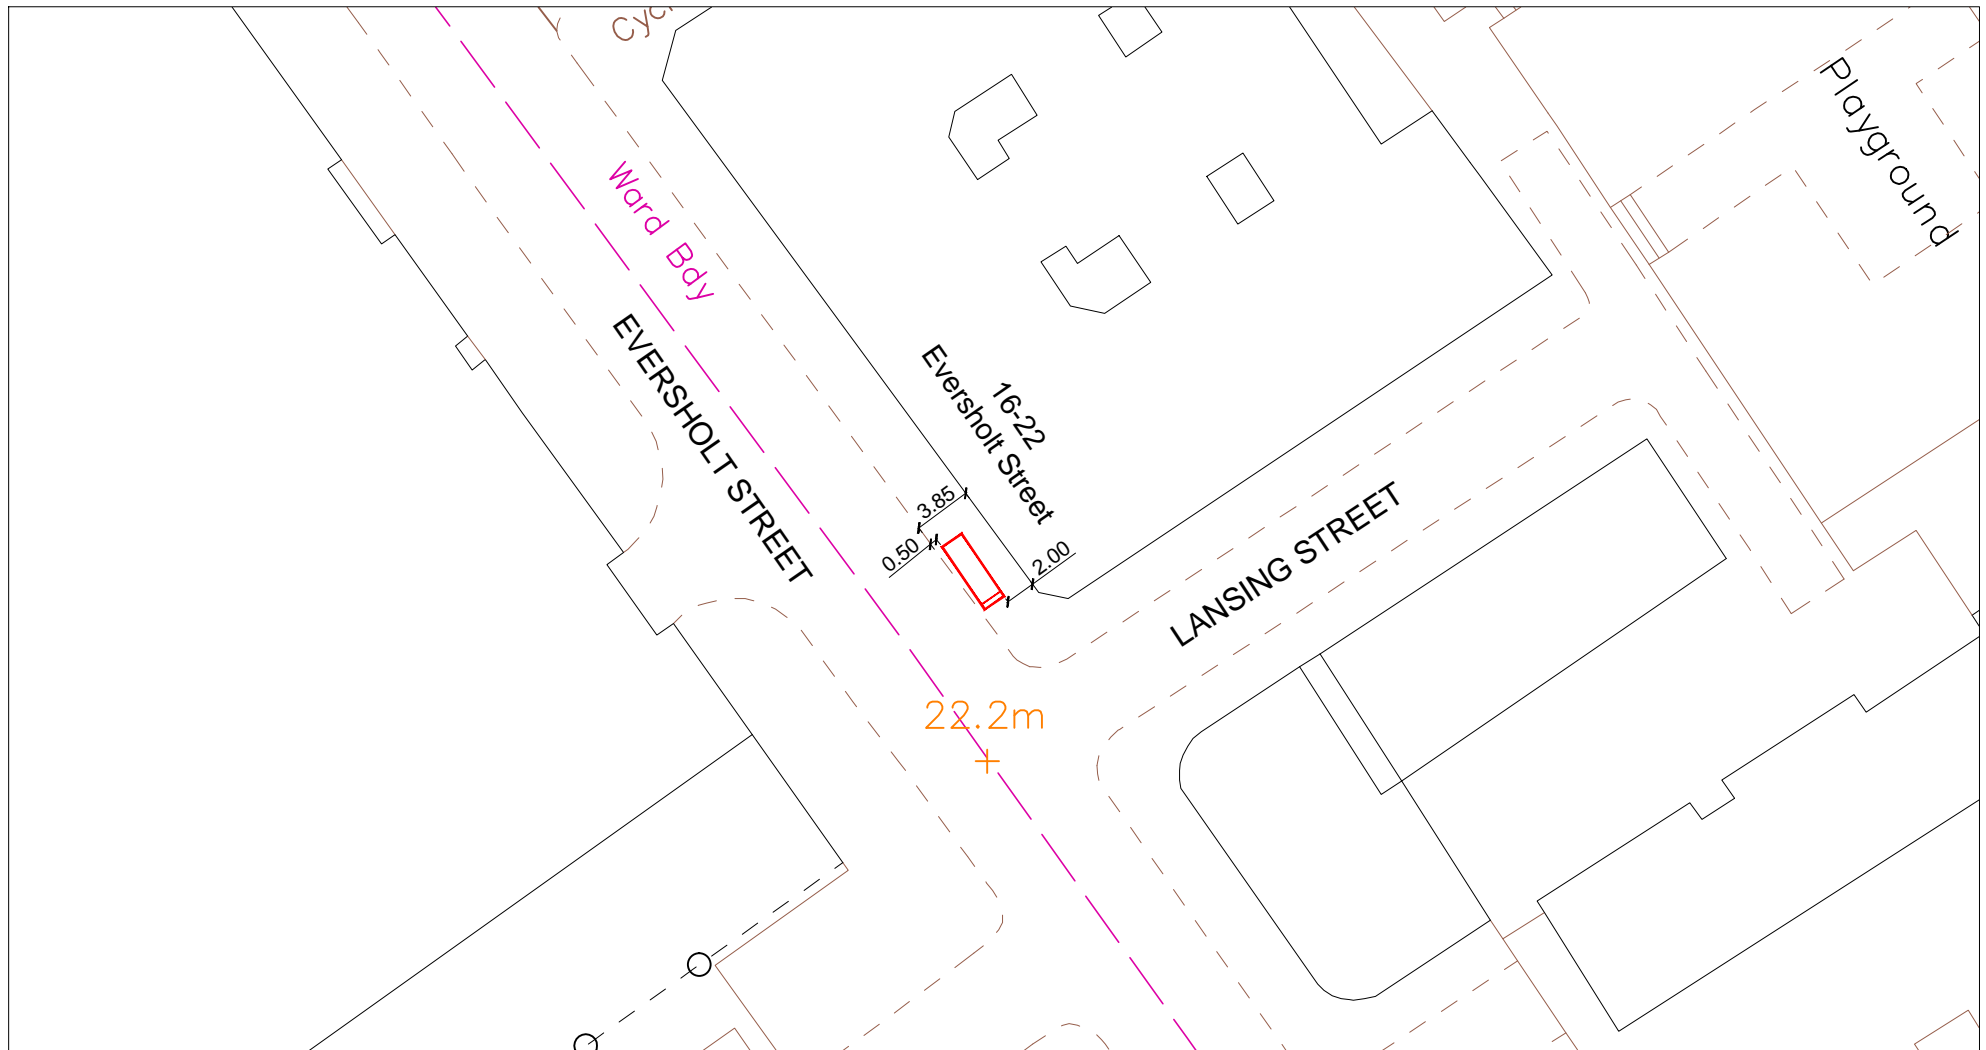 Playground
Ward Bdy
EVERSHOLT STREET
16-22
Eversholt Street
3.85
0.50
2.00
LANSING STREET
22.2m